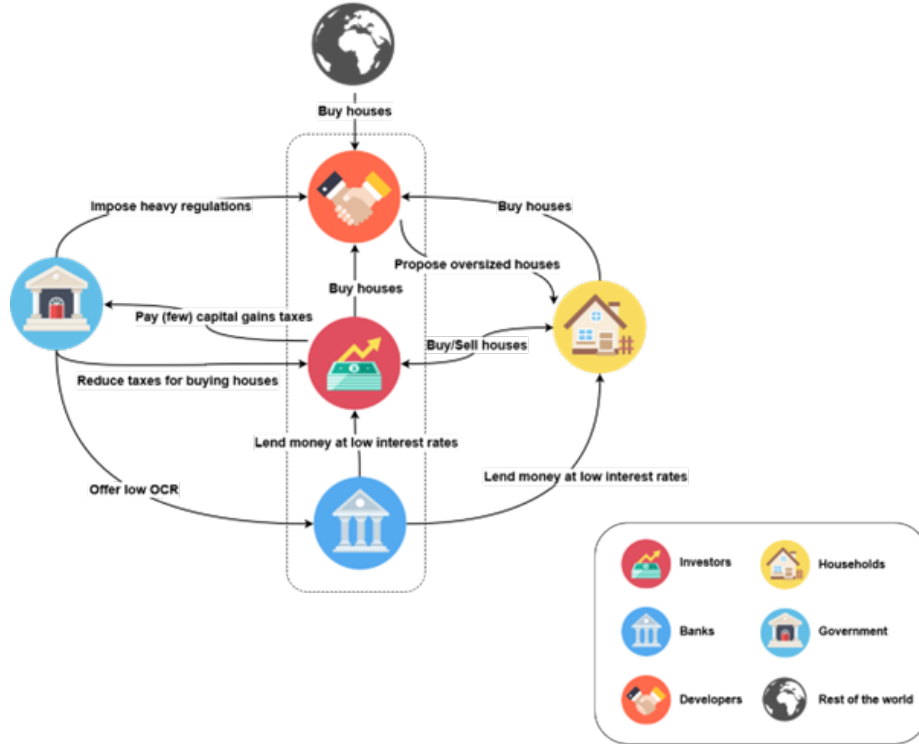 Buy houses
Impose heavy regulations
Buy houses
Propose oversized houses
Buy houses
Pay (few) capital gains taxes
Buy/Sell houses
Reduce taxes for buying houses
Lend money at low interest rates
Lend money at low interest rates
Offer low OCR
Investors
Households
Banks
Government
Developers
Rest of the world